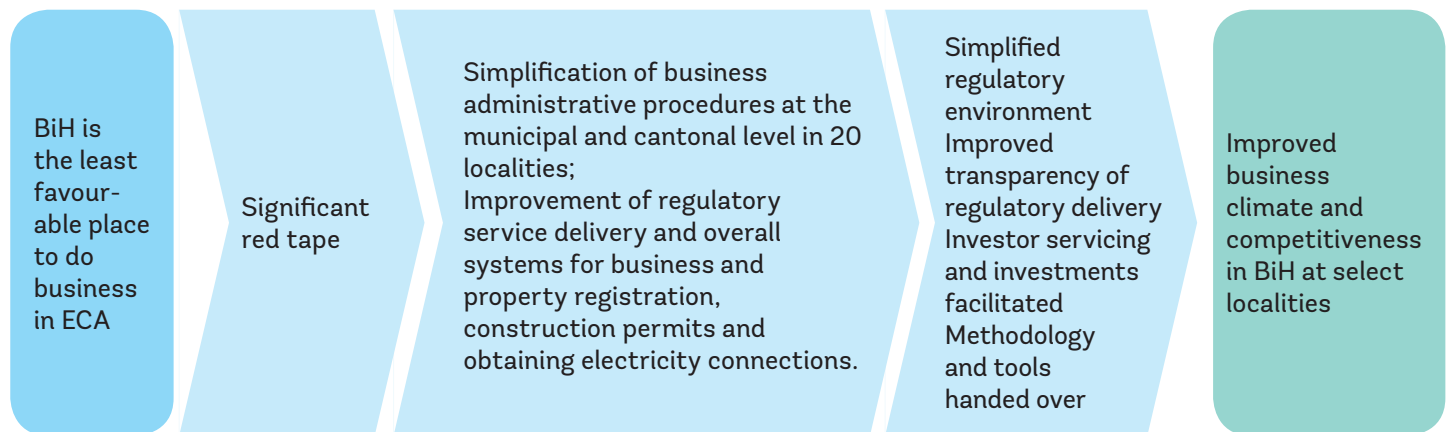 BiH is
the least
favour-
able place
to do
business
in ECA
Significant
red tape
Simplification of business
administrative procedures at the
municipal and cantonal level in 20
localities;
Improvement of regulatory
service delivery and overall
systems for business and
property registration,
construction permits and
obtaining electricity connections.
Simplified
regulatory
environment
Improved
transparency of
regulatory delivery
Investor servicing
and investments
facilitated
Methodology
and tools
handed over
Improved
business
climate and
competitiveness
in BiH at select
localities